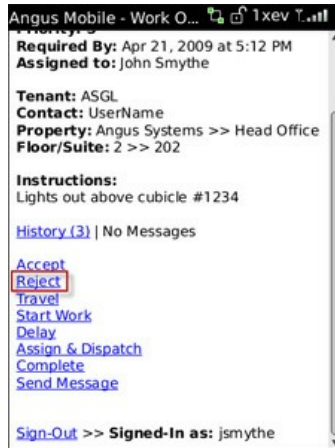 Angus Mobile - Work O... 1xev
Required By: Apr 21, 2009 at 5:12 PM
Assigned to: John Smythe
Tenant: ASGL
Contact: UserName
Property: Angus Systems >> Head Office
Floor/Suite: 2 >> 202
Instructions:
Lights out above cubicle #1234
History (3) | No Messages
Accept
Reject
Travel
Start Work
Delay
Assign & Dispatch
Complete
Send Message
Sign-Out >> Signed-In as: jsmythe